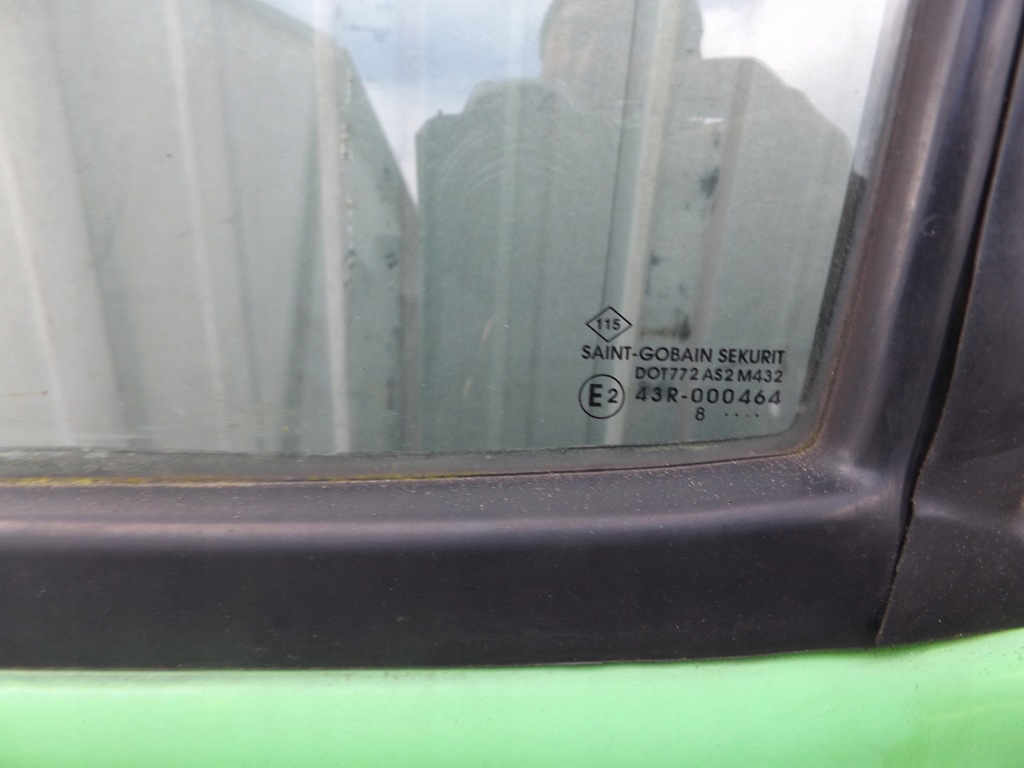 115
SAINT-GOBAIN SEKURIT
DOT772 AS2 M432
E2 43R-000464
8 ....